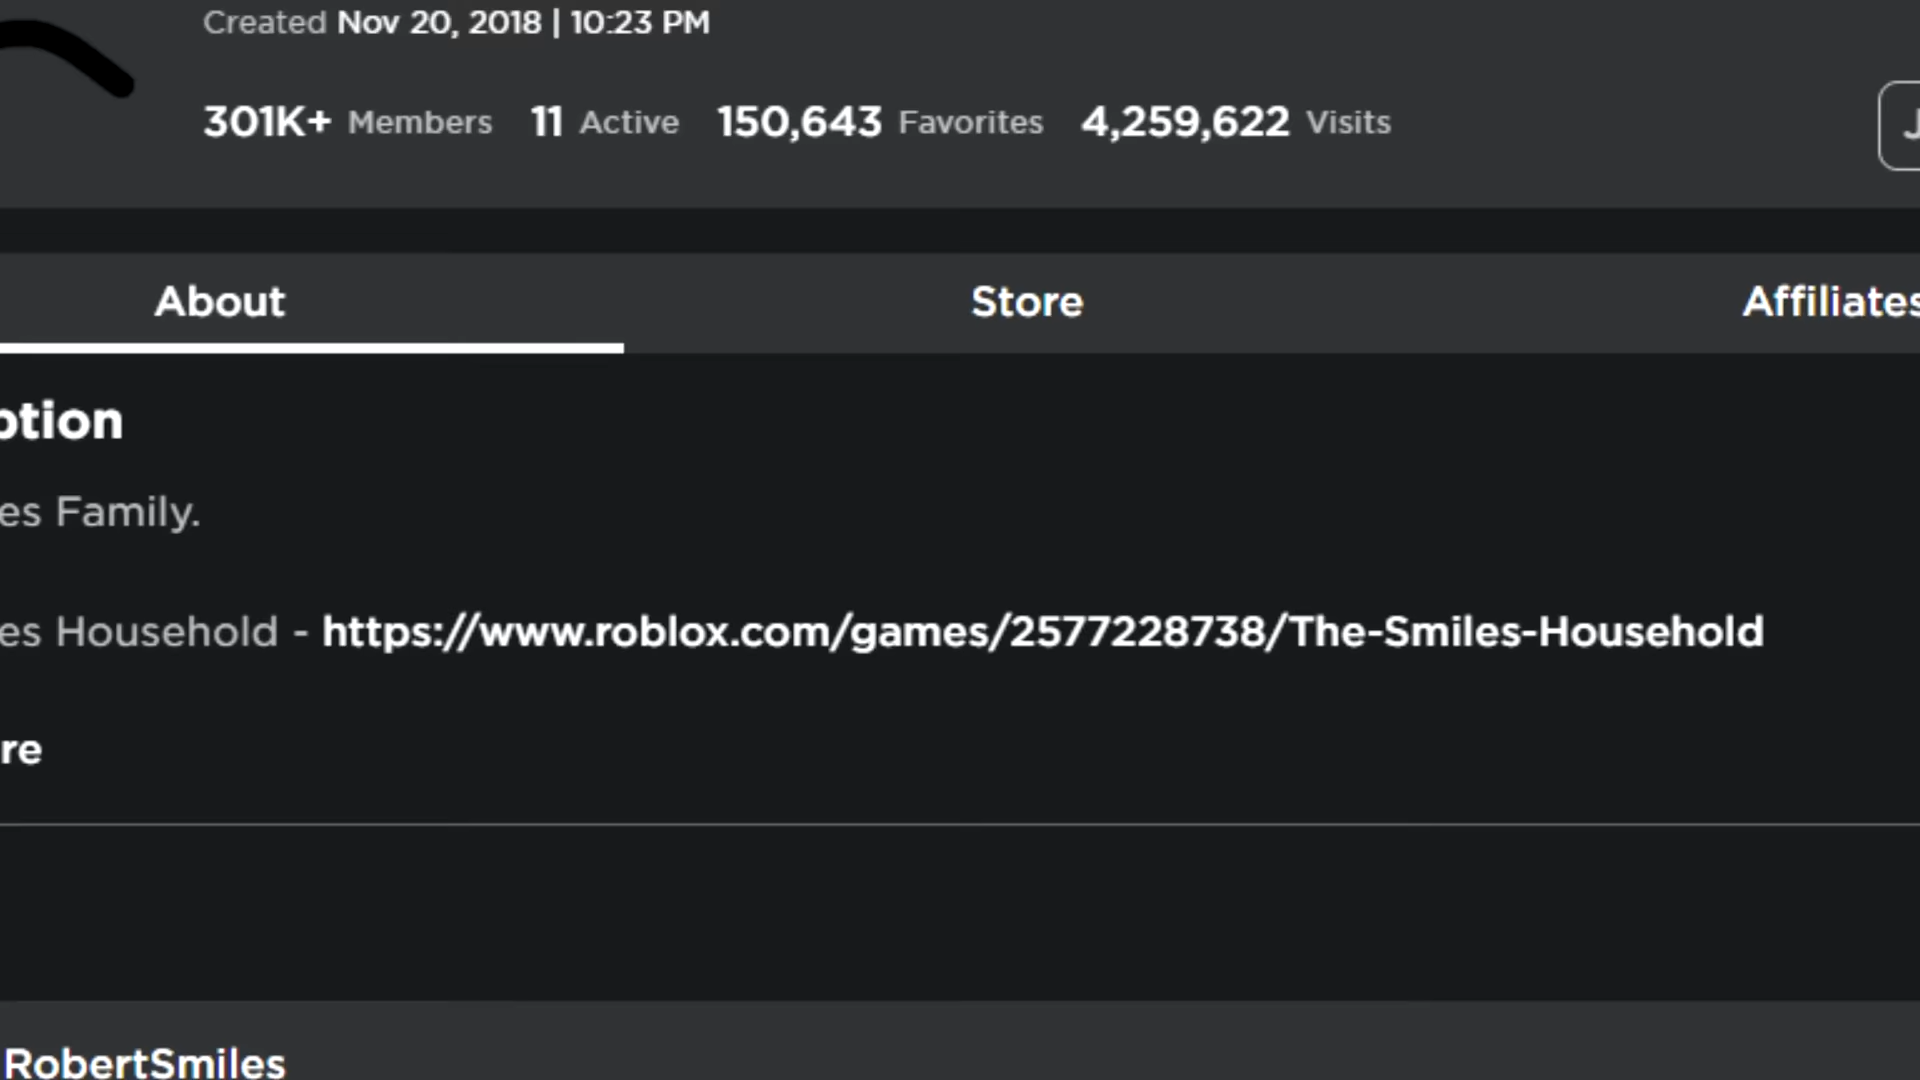 Created Nov 20, 2018 | 10:23 PM
301K+ Members 11 Active 150,643 Favorites 4,259,622 Visits
J
About Store Affiliates
ption
es Family.
es Household - https://www.roblox.com/games/2577228738/The-Smiles-Household
re
RobertSmiles